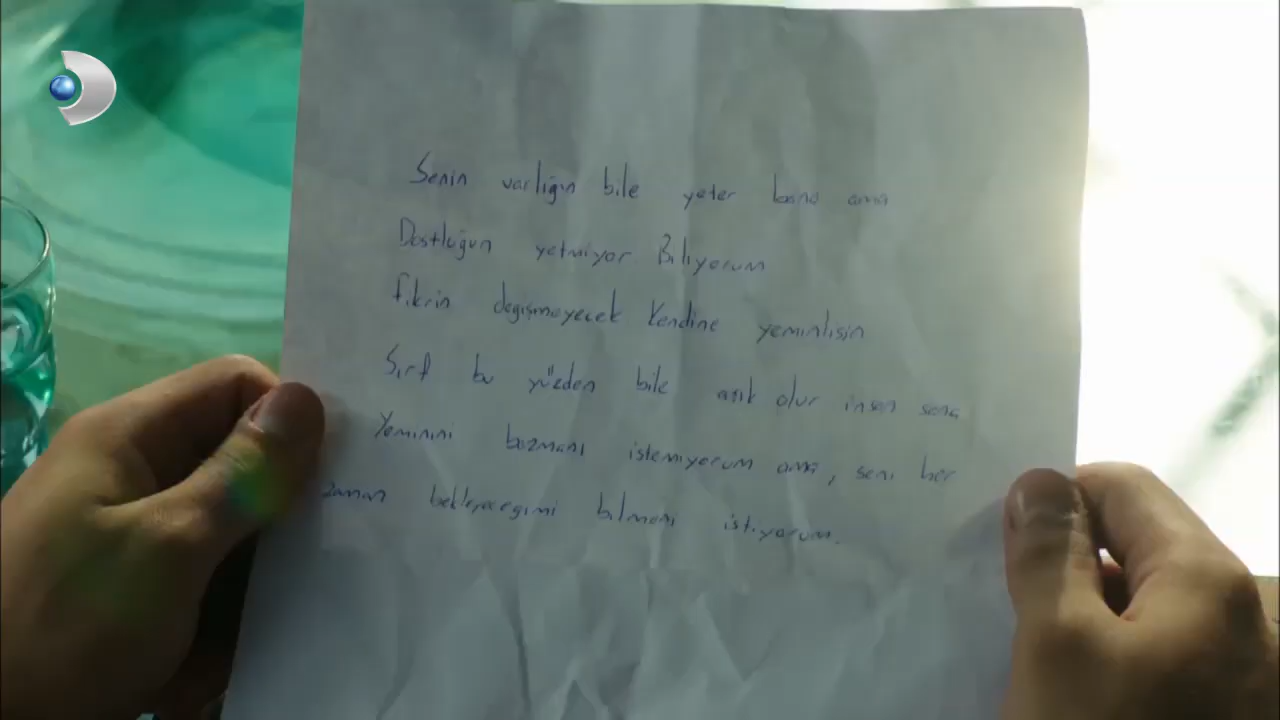 Senin varlığın bile yeter bana ama
Dostluğun yetmiyor Biliyorum
fikrin değişmeyecek Kendine yeminlisin
Sırf bu yüzden bile aşık olur insan sana
Yeminini bozmanı istemiyorum ama, seni her
zaman bekleyeceğimi bilmeni istiyorum.